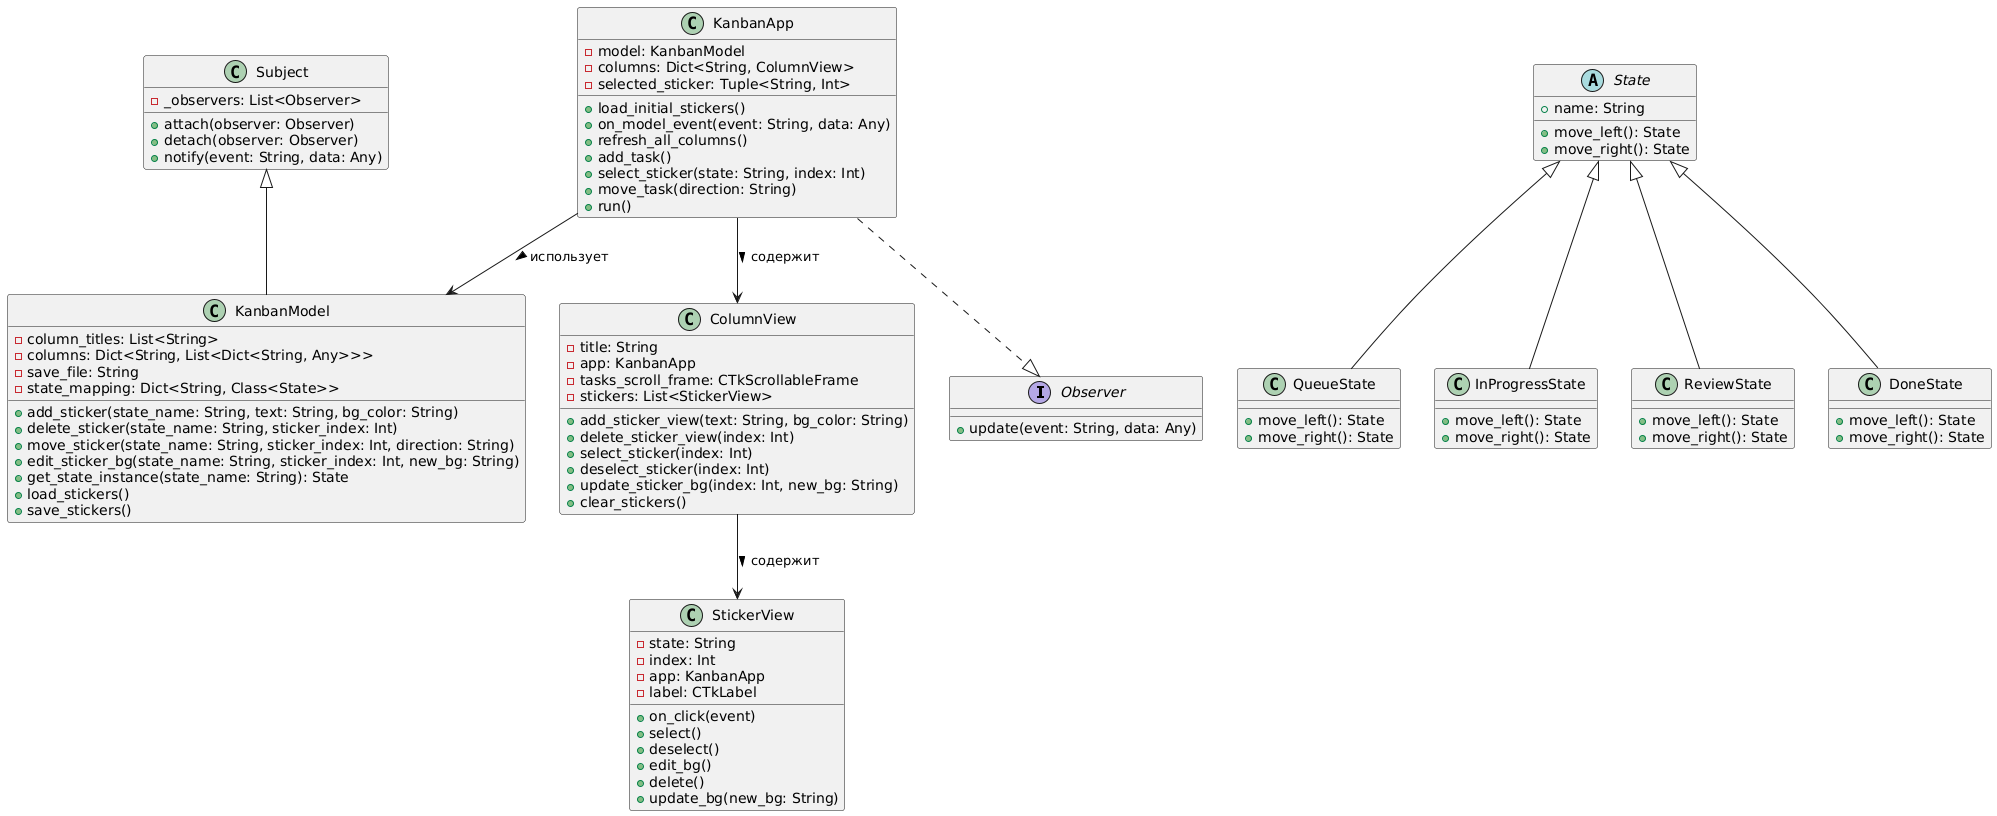 KanbanApp
model: KanbanModel
columns: Dict<String, ColumnView>
selected_sticker: Tuple<String, Int>
load_initial_stickers()
on_model_event(event: String, data: Any)
refresh_all_columns()
add_task()
select_sticker(state: String, index: Int)
move_task(direction: String)
run()
Subject
_observers: List<Observer>
attach(observer: Observer)
detach(observer: Observer)
notify(event: String, data: Any)
State
name: String
move_left(): State
move_right(): State
использует
содержит
KanbanModel
column_titles: List<String>
columns: Dict<String, List<Dict<String, Any>>>
save_file: String
state_mapping: Dict<String, Class<State>>
add_sticker(state_name: String, text: String, bg_color: String)
delete_sticker(state_name: String, sticker_index: Int)
move_sticker(state_name: String, sticker_index: Int, direction: String)
edit_sticker_bg(state_name: String, sticker_index: Int, new_bg: String)
get_state_instance(state_name: String): State
load_stickers()
save_stickers()
ColumnView
title: String
app: KanbanApp
tasks_scroll_frame: CTkScrollableFrame
stickers: List<StickerView>
add_sticker_view(text: String, bg_color: String)
delete_sticker_view(index: Int)
select_sticker(index: Int)
deselect_sticker(index: Int)
update_sticker_bg(index: Int, new_bg: String)
clear_stickers()
Observer
update(event: String, data: Any)
QueueState
move_left(): State
move_right(): State
InProgressState
move_left(): State
move_right(): State
ReviewState
move_left(): State
move_right(): State
DoneState
move_left(): State
move_right(): State
содержит
StickerView
state: String
index: Int
app: KanbanApp
label: CTkLabel
on_click(event)
select()
deselect()
edit_bg()
delete()
update_bg(new_bg: String)